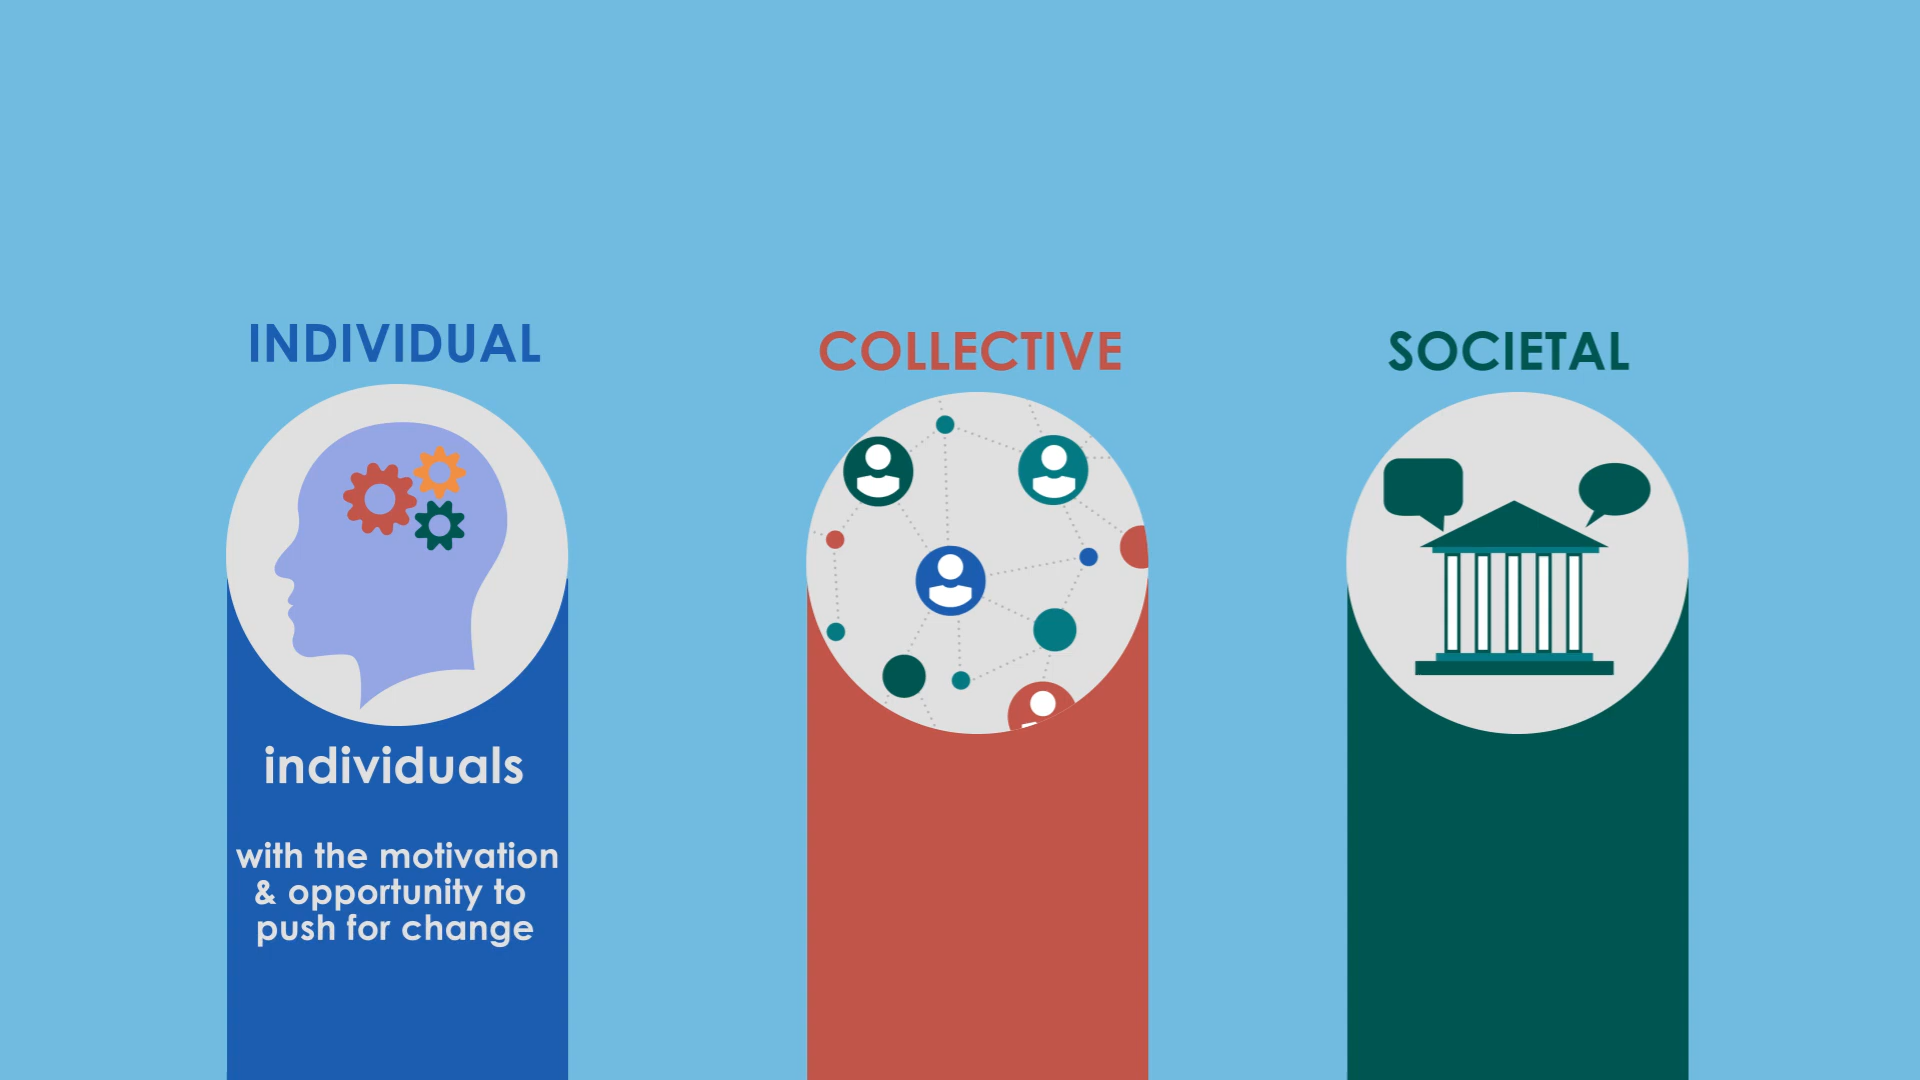 INDIVIDUAL
COLLECTIVE
SOCIETAL
individuals
with the motivation
& opportunity to
push for change